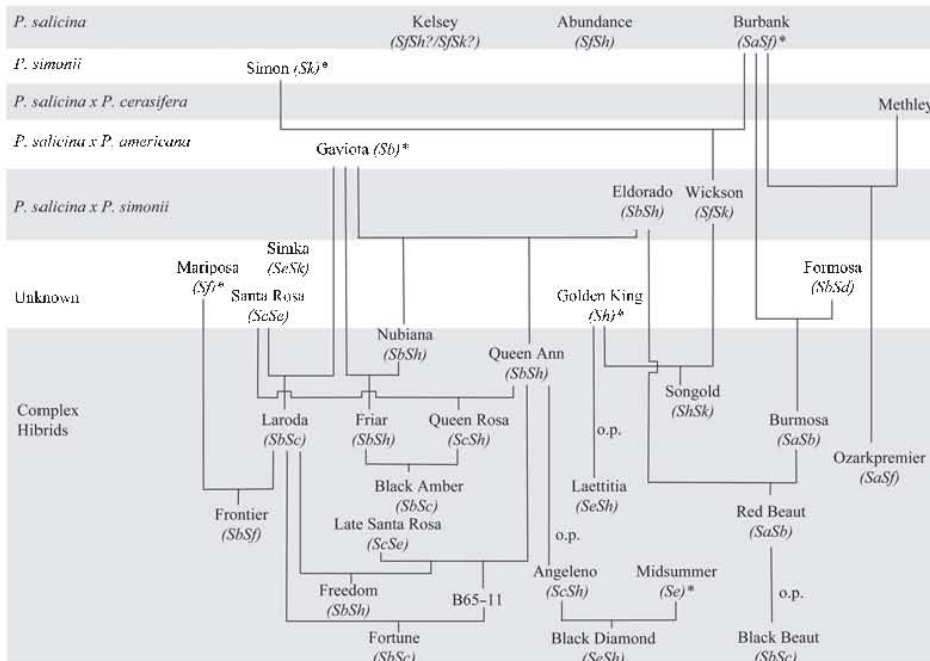 P. salicina
Kelsey
(SfSh?/SfSk?)
Abundance
(SfSh)
Burbank
(SaSf)*
P. simonii
Simon (Sk)*
P. salicina x P. cerasifera
Methley
P. salicina x P. americana
Gaviota (Sb)*
P. salicina x P. simonii
Eldorado
(SbSh)
Wickson
(SfSk)
Unknown
Mariposa
(Sf)*
Simka
(SeSk)
Santa Rosa
(ScSe)
Golden King
(Sh)*
Formosa
(SbSd)
Complex
Hibrids
Nubiana
(SbSh)
Queen Ann
(SbSh)
Songold
(ShSk)
Laroda
(SbSc)
Friar
(SbSh)
Queen Rosa
(ScSh)
o.p.
Burmosa
(SaSb)
Ozarkpremier
(SaSf)
Black Amber
(SbSc)
Laettitia
(SeSh)
Frontier
(SbSf)
Late Santa Rosa
(ScSe)
Red Beaut
(SaSb)
o.p.
Freedom
(SbSh)
B65-11
Angeleno
(ScSh)
Midsummer
(Se)*
o.p.
Fortune
(SbSc)
Black Diamond
(SeSh)
Black Beaut
(SbSc)